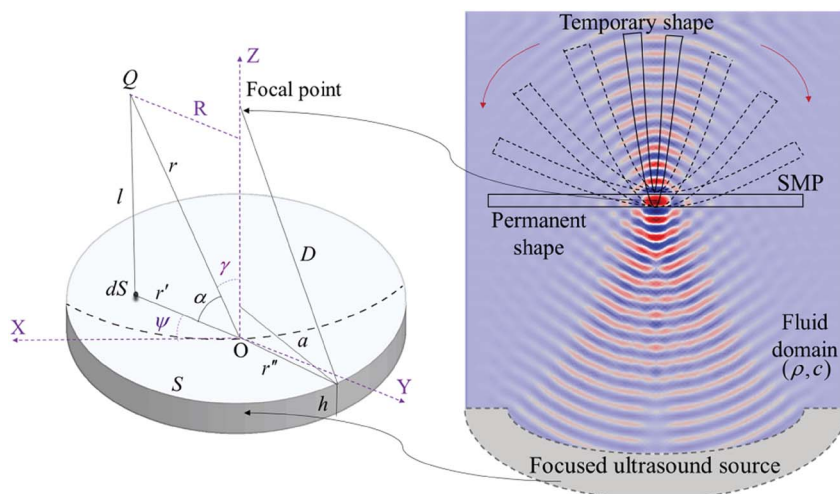 Z
Q
Focal point
R
r
l
D
γ
dS
r′
α
ψ
X
O
a
r″
Y
S
h
Temporary shape
SMP
Permanent
shape
Fluid
domain
(ρ,c)
Focused ultrasound source